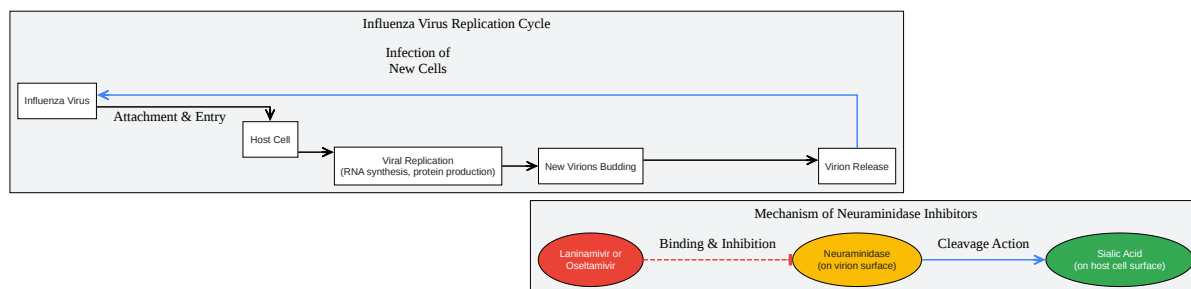 Influenza Virus Replication Cycle
Infection of
New Cells
Influenza Virus
Attachment & Entry
Host Cell
Viral Replication
(RNA synthesis, protein production)
New Virions Budding
Virion Release
Mechanism of Neuraminidase Inhibitors
Laninamivir or
Oseltamivir
Binding & Inhibition
Neuraminidase
(on virion surface)
Cleavage Action
Sialic Acid
(on host cell surface)